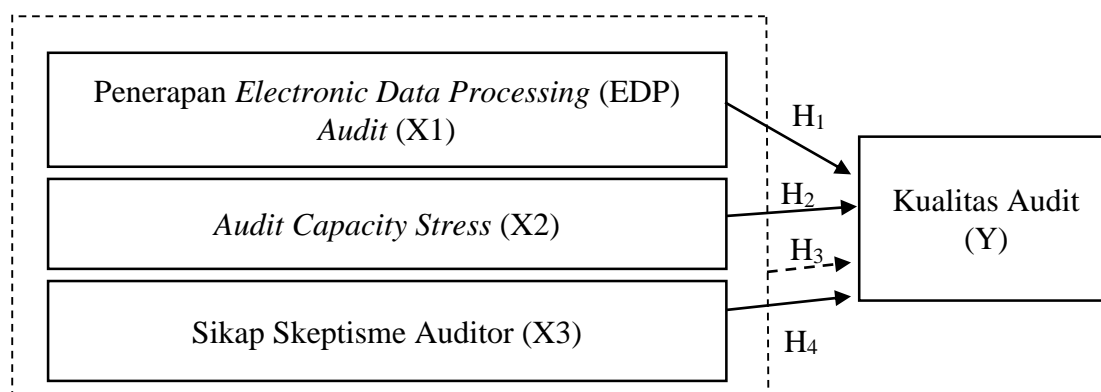 Penerapan Electronic Data Processing (EDP)
Audit (X1)
H1
Audit Capacity Stress (X2)
H2
Kualitas Audit
(Y)
H3
Sikap Skeptisme Auditor (X3)
H4